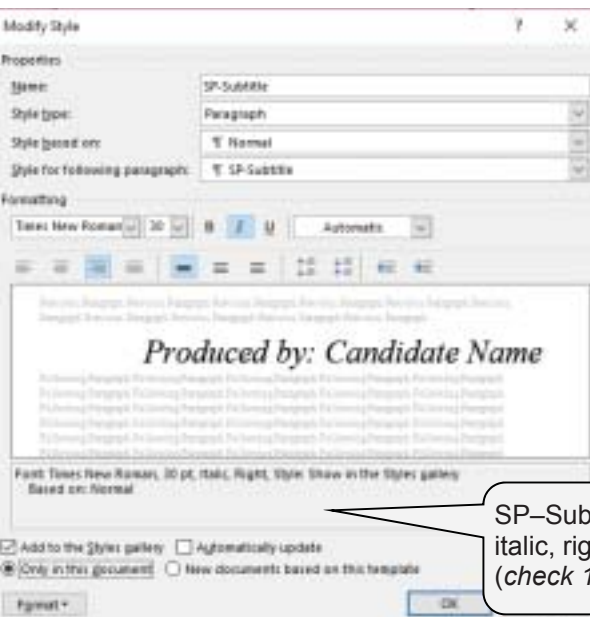 Modify Style ? ×
Properties
Name: SP-Subtitle
Style type: Paragraph
Style based on: ¶ Normal
Style for following paragraph: ¶ SP-Subtitle
Formatting
Times New Roman 30 B I U Automatic
Produced by: Candidate Name
Font: Times New Roman, 30 pt, Italic, Right, Style: Show in the Styles gallery
Based on: Normal
SP–Sub
italic, rig
(check 1
Add to the Styles gallery Automatically update
Only in this document New documents based on this template
Format OK